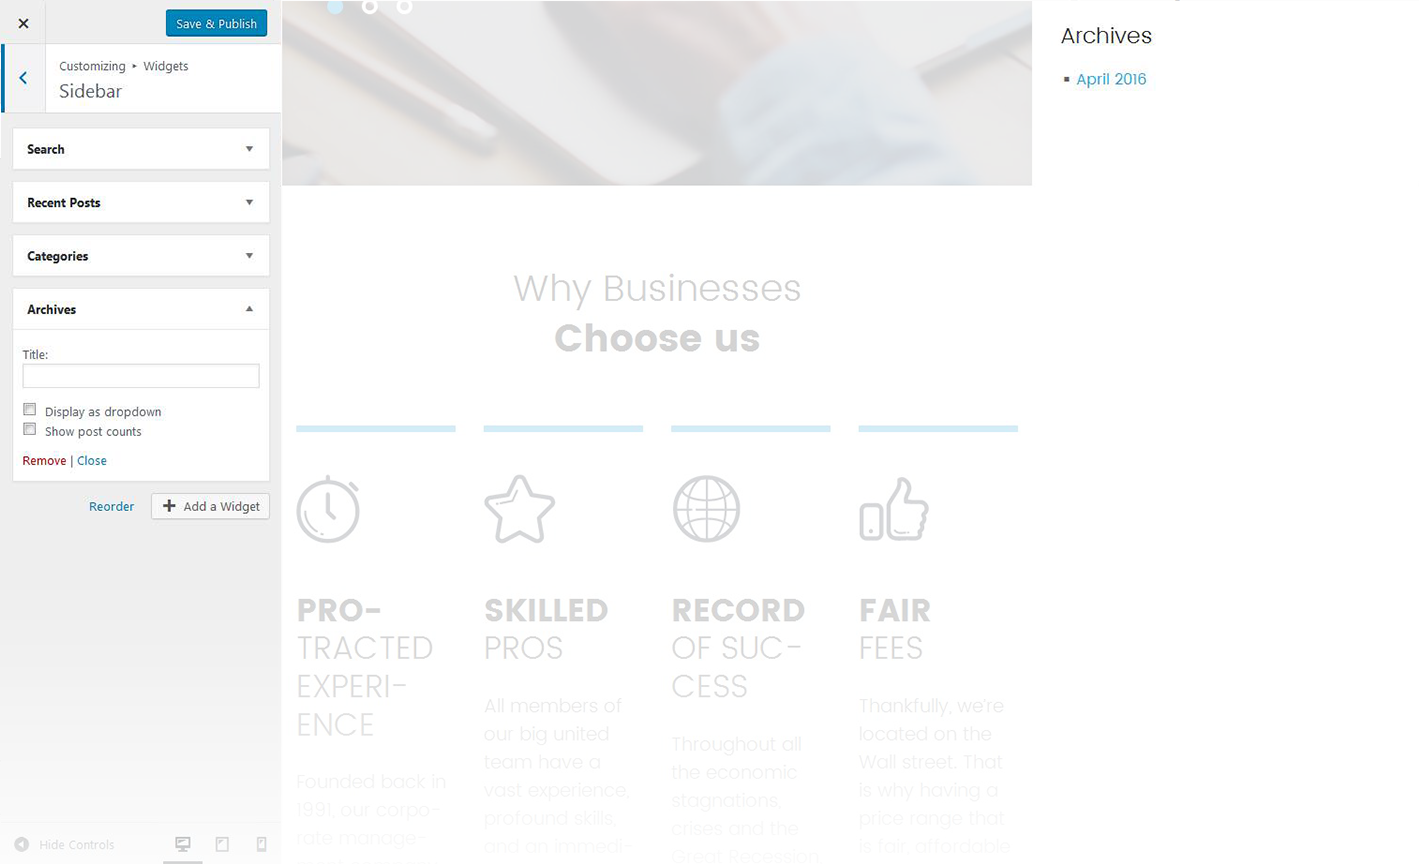 Save & Publish
Customizing ▸ Widgets
Sidebar
Search
Recent Posts
Categories
Archives
Title:
Display as dropdown
Show post counts
Remove | Close
Reorder
Add a Widget
Hide Controls
Why Businesses
Choose us
PRO-
TRACTED
EXPERI-
ENCE
Founded back in
1991, our corpo-
rate manage-
SKILLED
PROS
All members of
our big united
team have a
vast experience,
profound skills,
and an immedi-
RECORD
OF SUC-
CESS
Throughout all
the economic
stagnations,
crises and the
Great Recession
FAIR
FEES
Thankfully, we're
located on the
Wall street. That
is why having a
price range that
is fair, affordable
Archives
April 2016